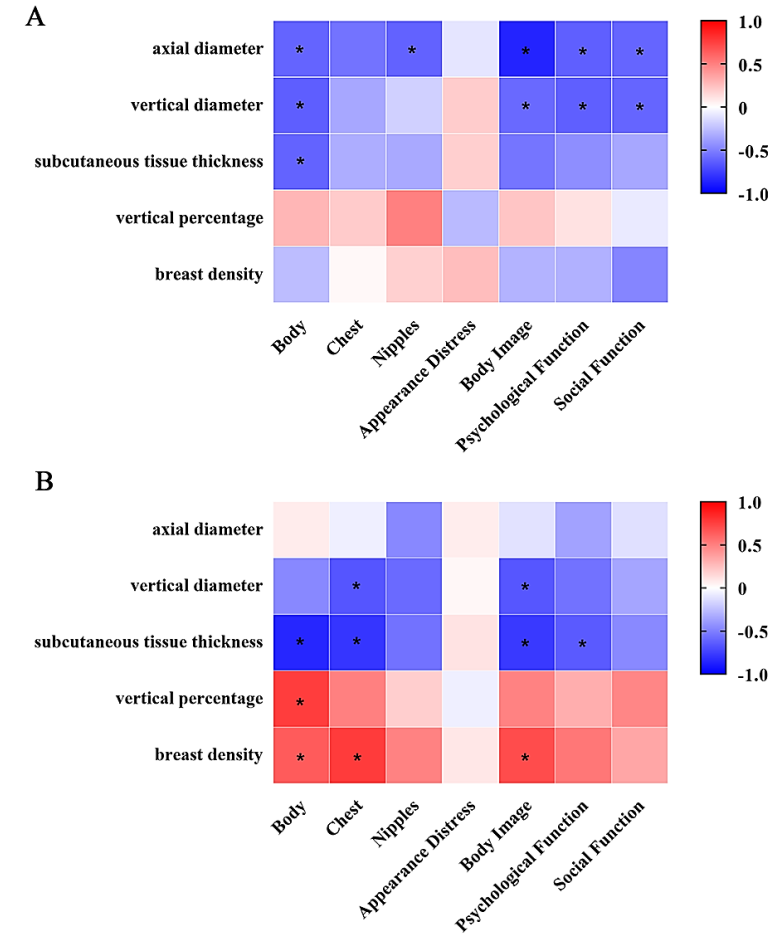 A
axial diameter * * * * *
vertical diameter * * * *
subcutaneous tissue thickness *
vertical percentage
breast density
Body
Chest
Nipples
Appearance Distress
Body Image
Psychological Function
Social Function
1.0
0.5
0
-0.5
-1.0
B
axial diameter
vertical diameter * *
subcutaneous tissue thickness * * * *
vertical percentage *
breast density * * *
Body
Chest
Nipples
Appearance Distress
Body Image
Psychological Function
Social Function
1.0
0.5
0
-0.5
-1.0